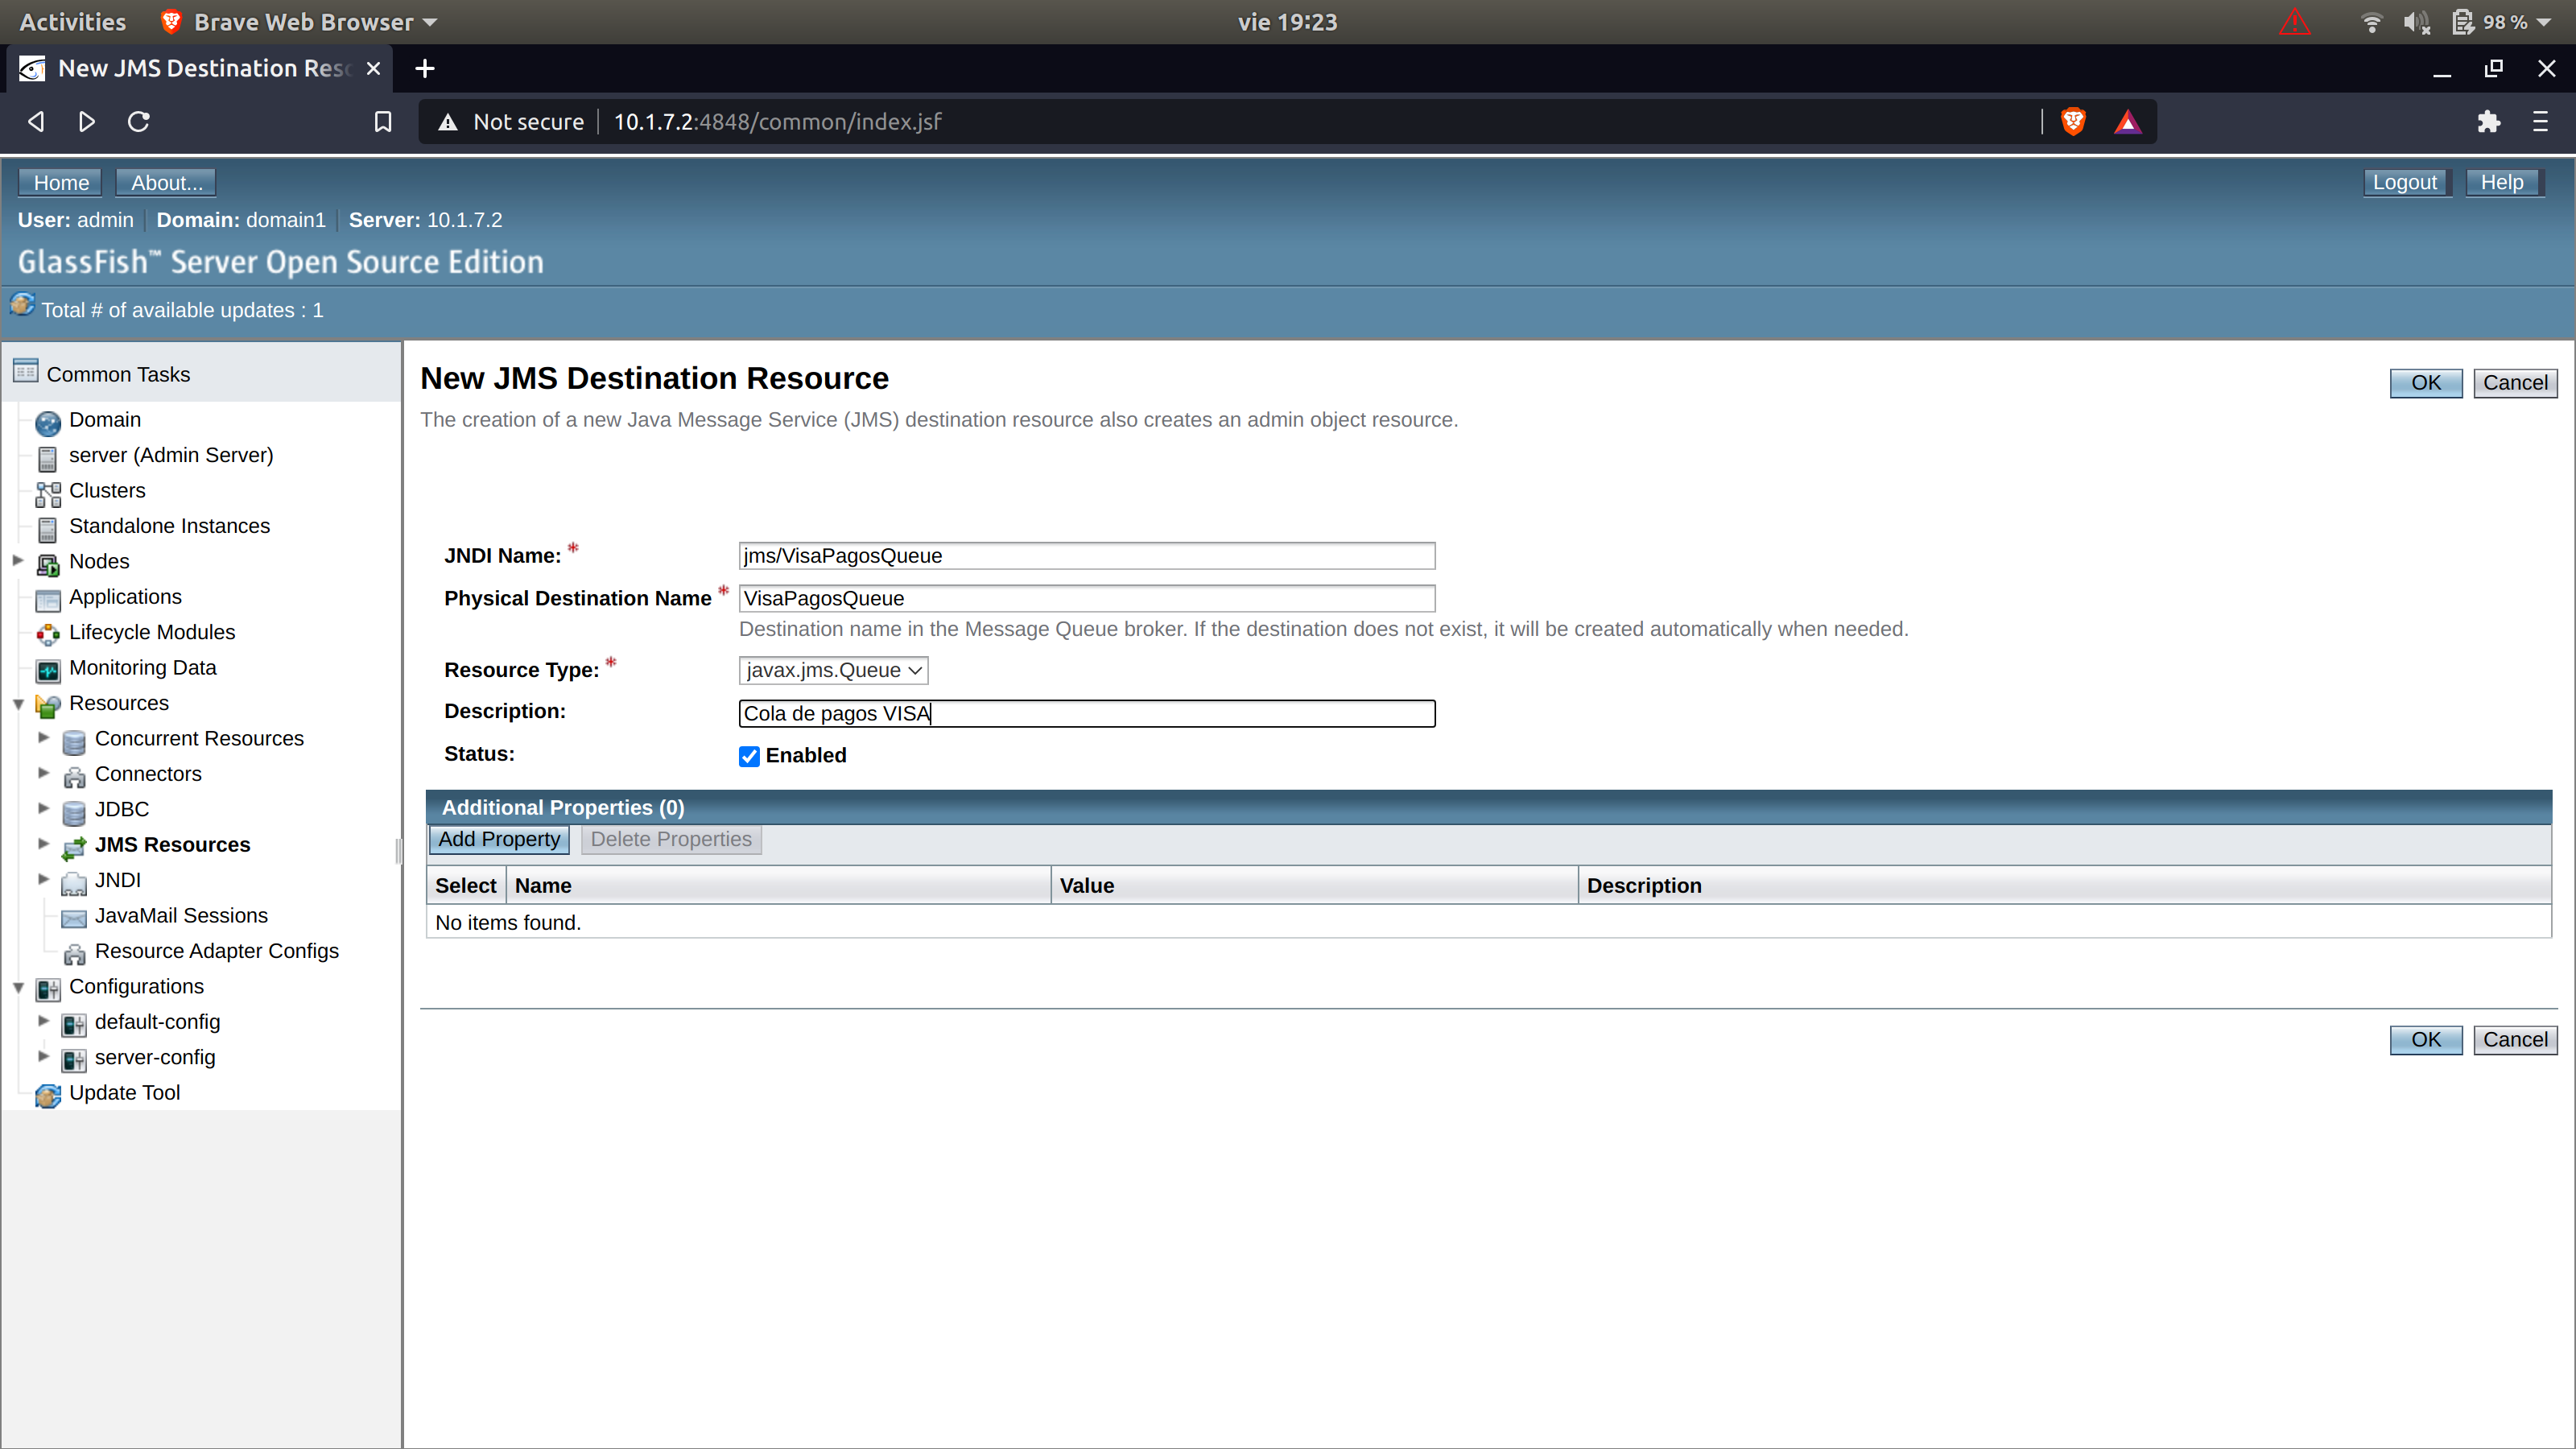 Activities Brave Web Browser vie 19:23 98 %
New JMS Destination Res
Not secure 10.1.7.2:4848/common/index.jsf
Home About... Logout Help
User: admin Domain: domain1 Server: 10.1.7.2
GlassFish™ Server Open Source Edition
Total # of available updates : 1
Common Tasks
Domain
server (Admin Server)
Clusters
Standalone Instances
Nodes
Applications
Lifecycle Modules
Monitoring Data
Resources
Concurrent Resources
Connectors
JDBC
JMS Resources
JNDI
JavaMail Sessions
Resource Adapter Configs
Configurations
default-config
server-config
Update Tool
New JMS Destination Resource OK Cancel
The creation of a new Java Message Service (JMS) destination resource also creates an admin object resource.
JNDI Name: * jms/VisaPagosQueue
Physical Destination Name * VisaPagosQueue
Destination name in the Message Queue broker. If the destination does not exist, it will be created automatically when needed.
Resource Type: * javax.jms.Queue
Description: Cola de pagos VISA
Status: Enabled
Additional Properties (0)
Add Property Delete Properties
Select Name Value Description
No items found.
OK Cancel